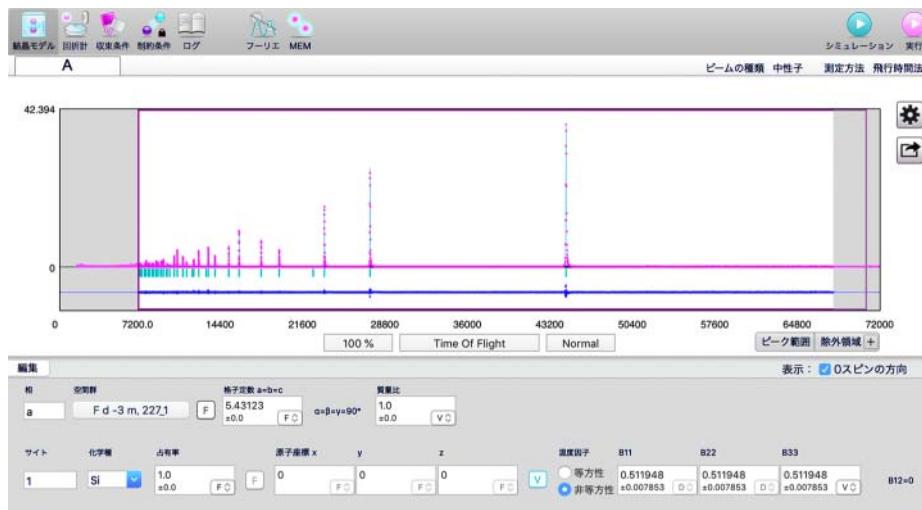 結晶モデル 回折計 収束条件 制約条件 ログ フーリエ MEM シミュレーション 実行
A ビームの種類 中性子 測定方法 飛行時間法
42.394
0
0 7200.0 14400 21600 28800 36000 43200 50400 57600 64800 72000
100 % Time Of Flight Normal ピーク範囲 除外領域 +
編集 表示： 0スピンの方向
相 空間群 格子定数 a=b=c 質量比
a F d -3 m, 227_1 F 5.43123 ±0.0 F α=β=γ=90° 1.0 ±0.0 V
サイト 化学種 占有率 原子座標 x y z 温度因子 B11 B22 B33
1 Si 1.0 ±0.0 F F 0 F 0 F 0 F V 等方性 非等方性 0.511948 ±0.007853 D 0.511948 ±0.007853 D 0.511948 ±0.007853 V B12=0